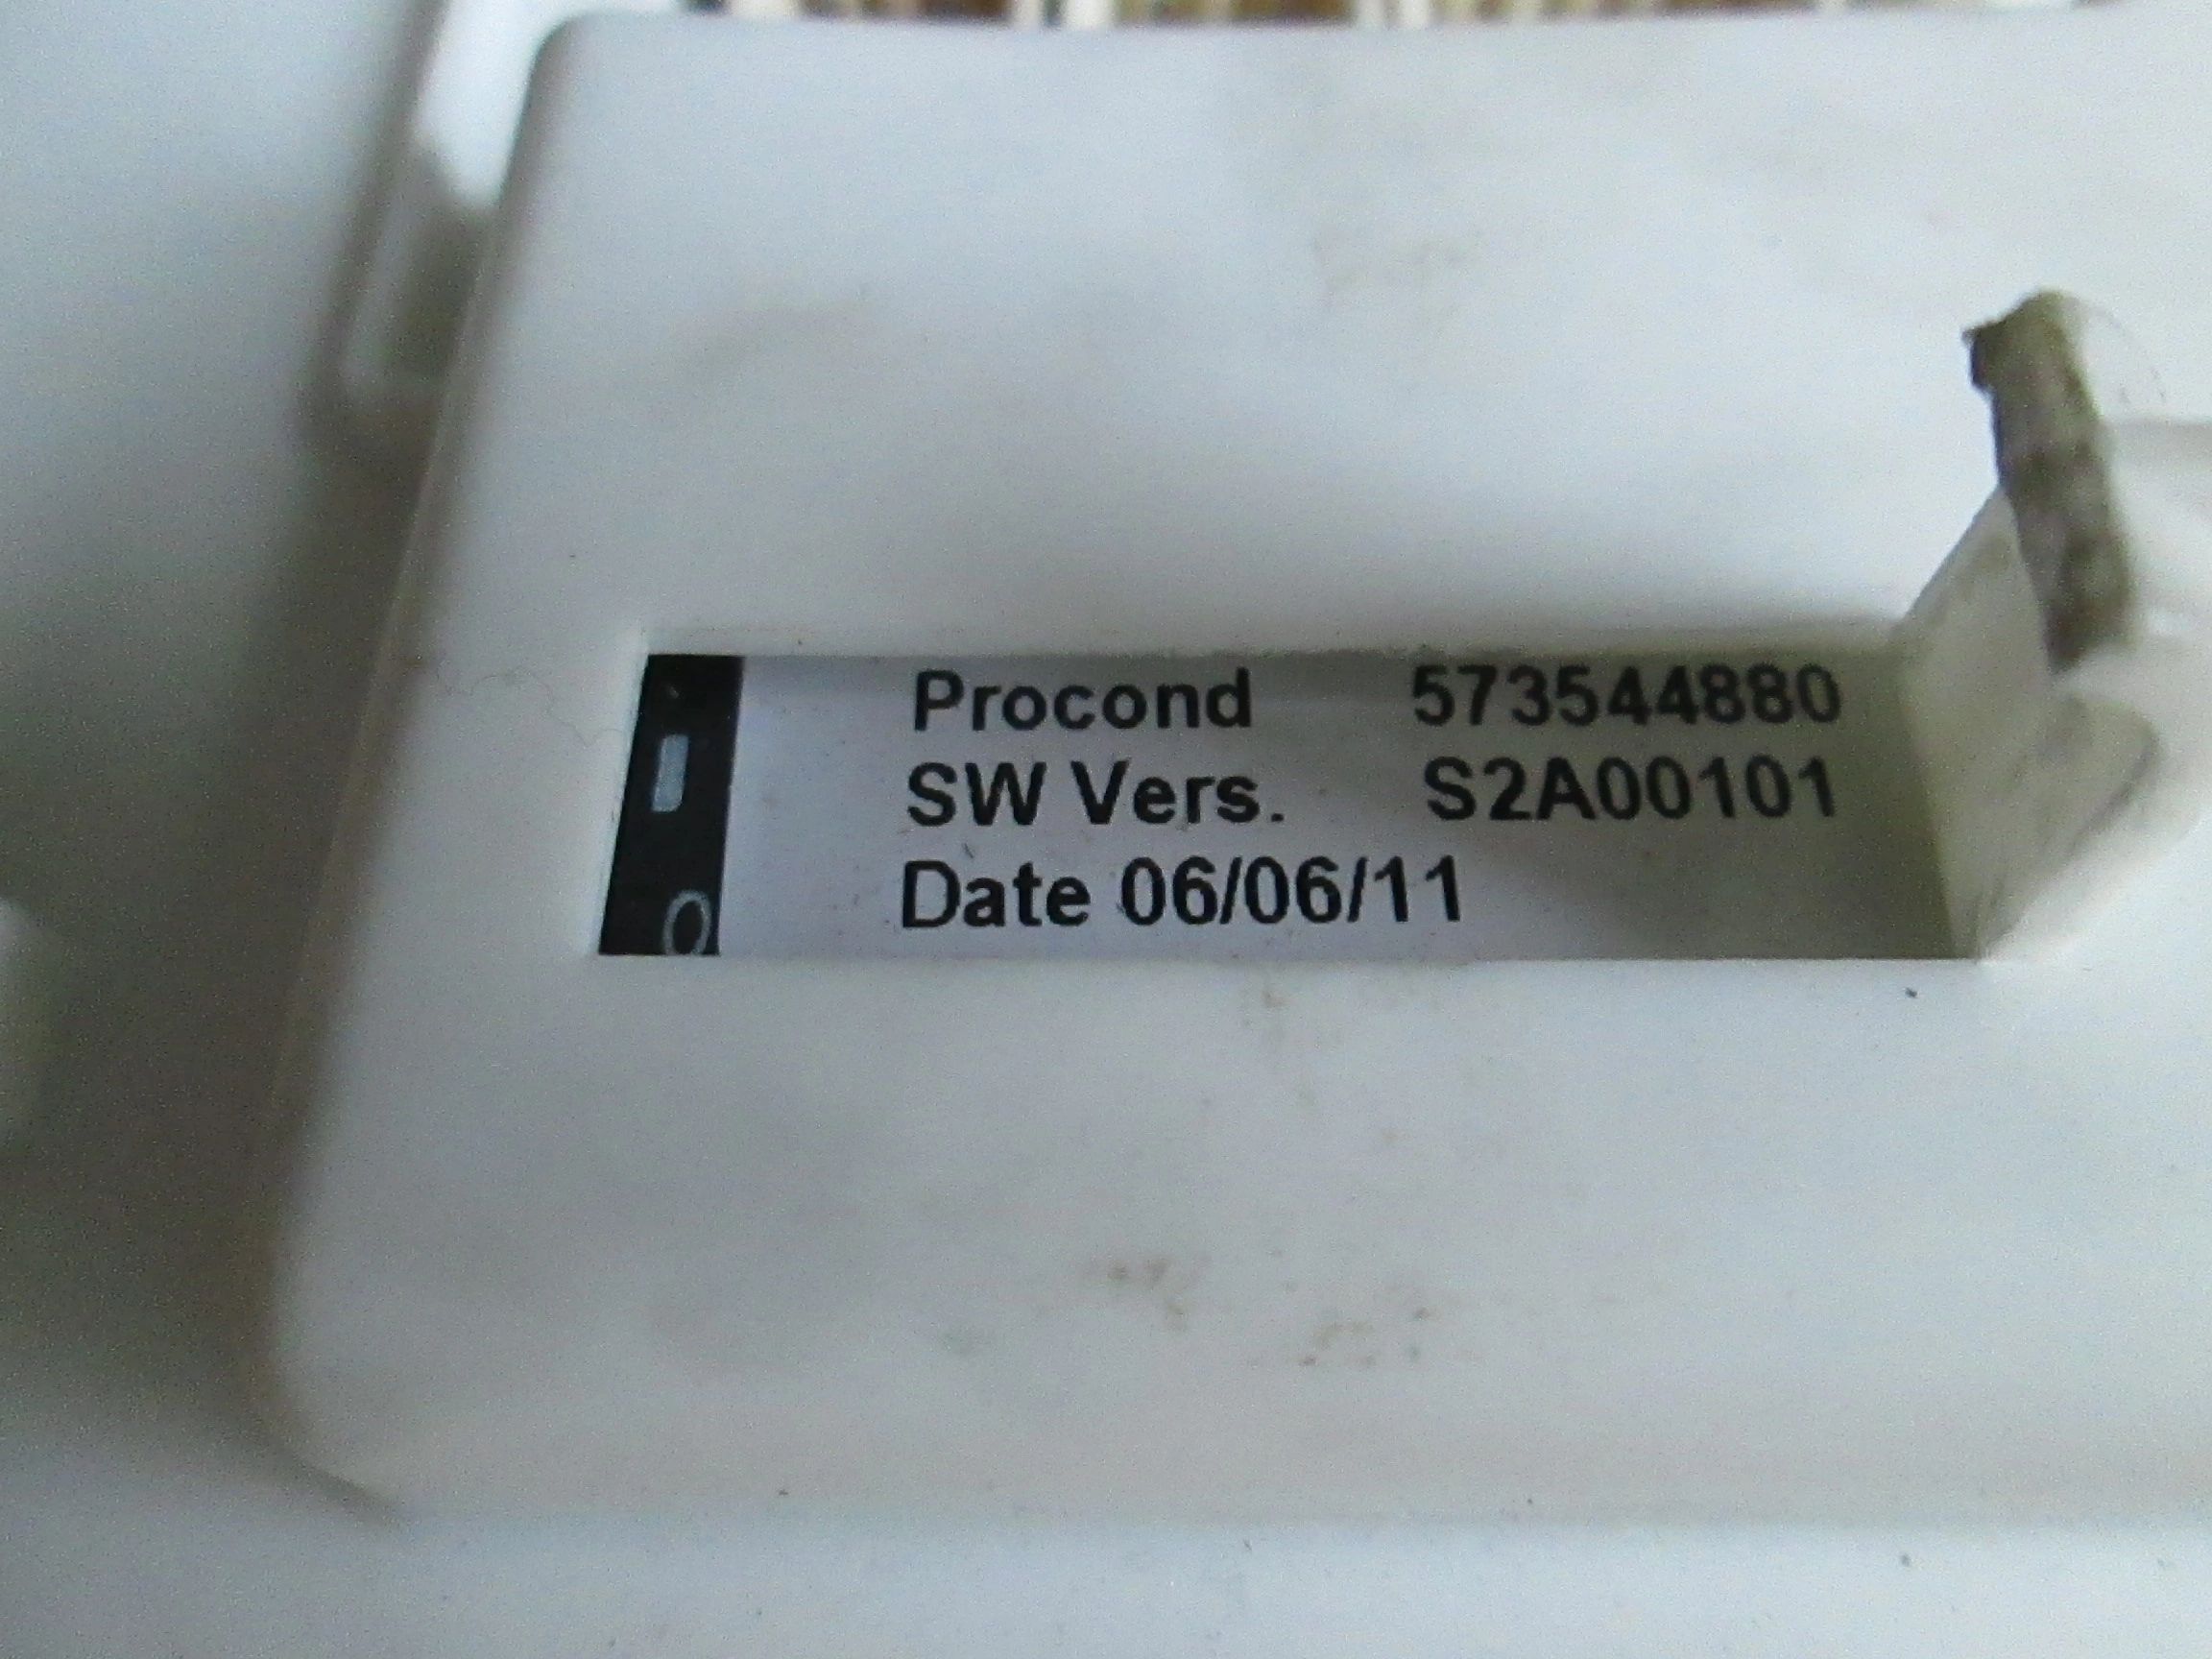 Procond 573544880
SW Vers. S2A00101
Date 06/06/11